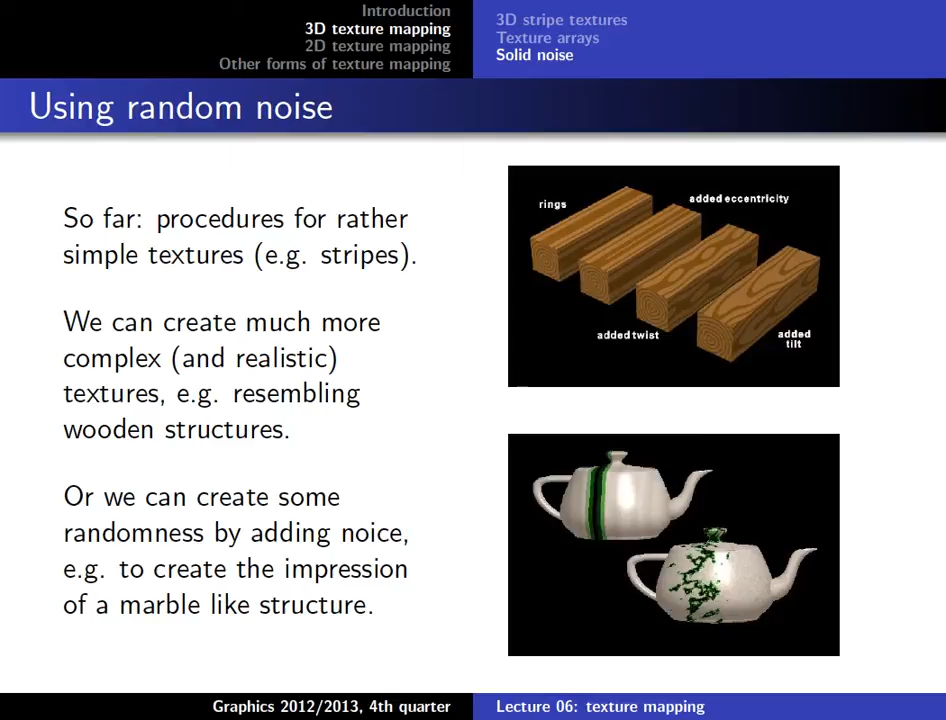 Introduction
3D texture mapping
2D texture mapping
Other forms of texture mapping
3D stripe textures
Texture arrays
Solid noise
Using random noise
So far: procedures for rather
simple textures (e.g. stripes).
We can create much more
complex (and realistic)
textures, e.g. resembling
wooden structures.
Or we can create some
randomness by adding noice,
e.g. to create the impression
of a marble like structure.
rings
added eccentricity
added twist
added
tilt
Graphics 2012/2013, 4th quarter
Lecture 06: texture mapping